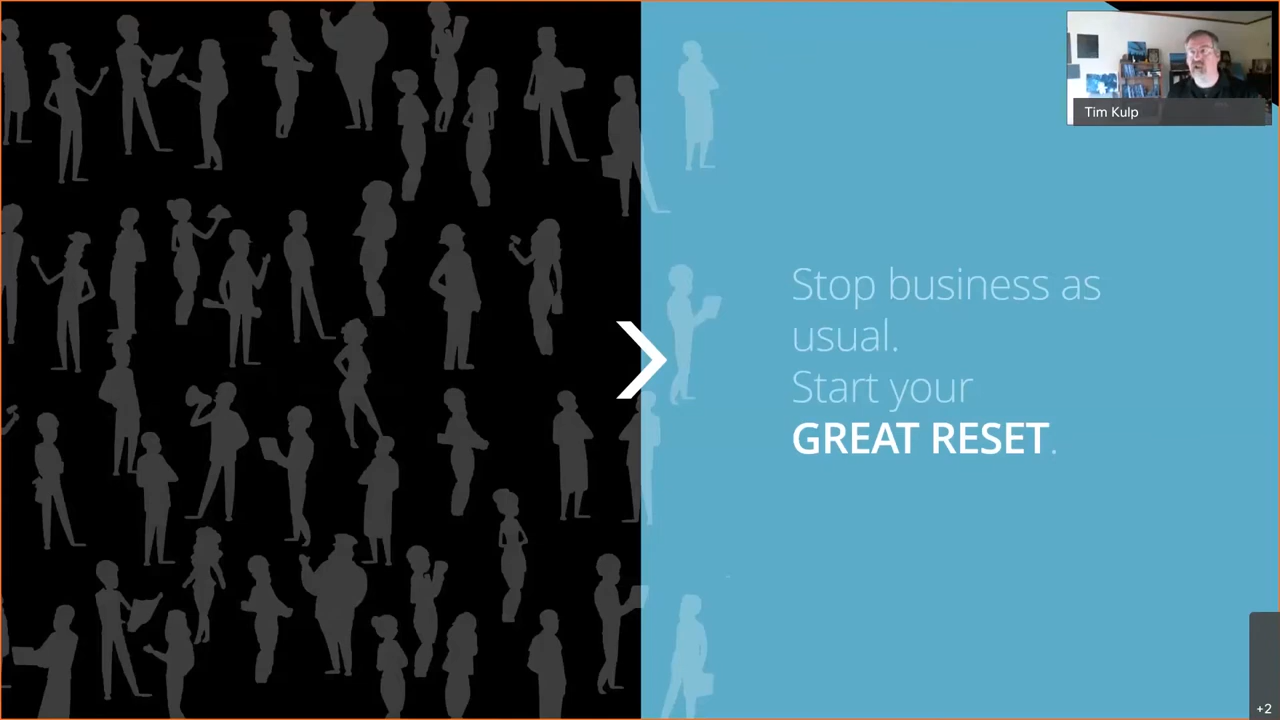 Tim Kulp
Stop business as
usual.
Start your
GREAT RESET.
+2